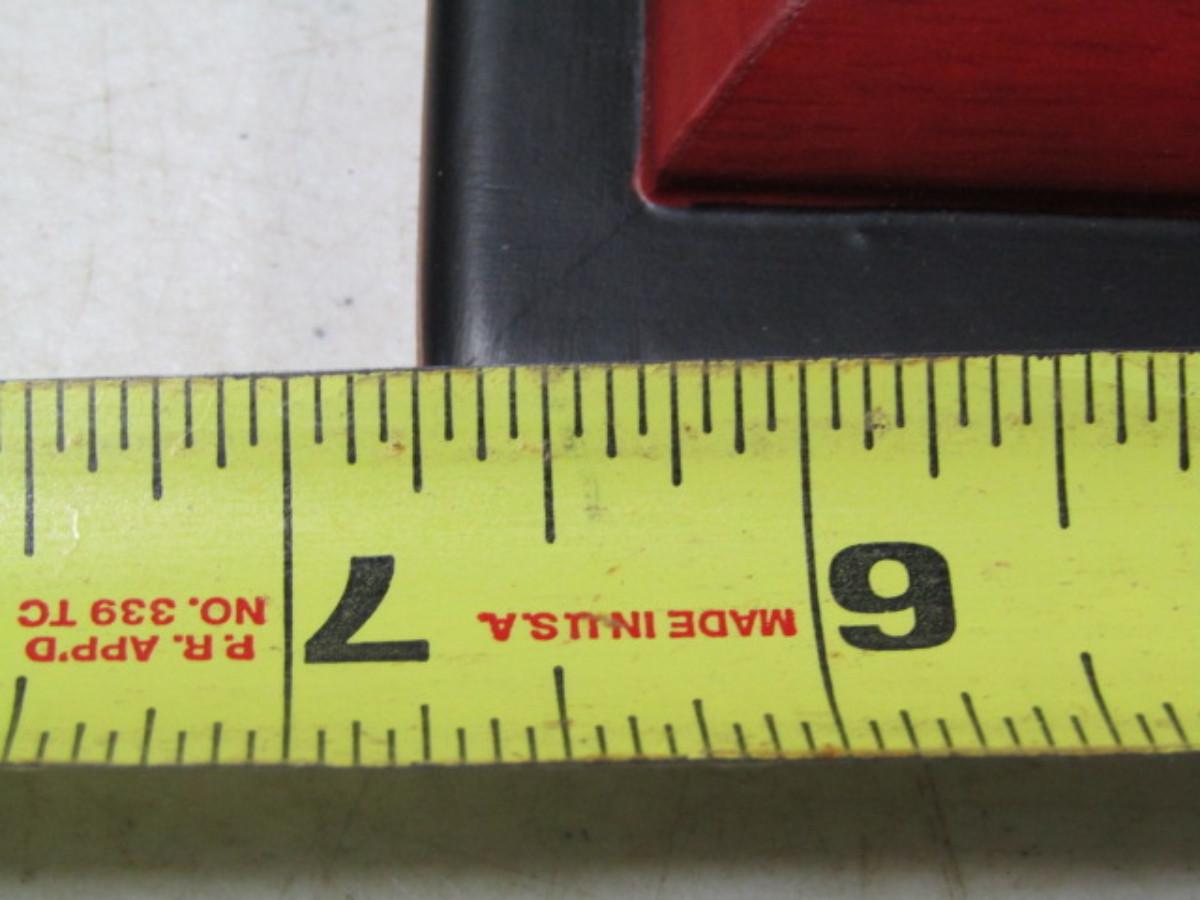 6
MADE IN U.S.A.
7
P.R. APP'D
NO. 339 TC